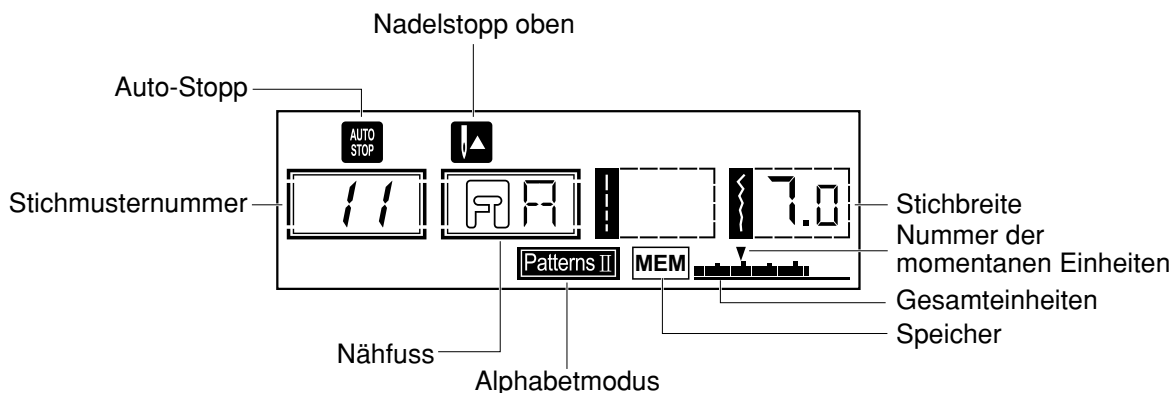 Nadelstopp oben
Auto-Stopp
AUTO
STOP
Stichmusternummer
11
A
7.0
Stichbreite
Nummer der
momentanen Einheiten
Patterns II
MEM
Gesamteinheiten
Speicher
Nähfuss
Alphabetmodus